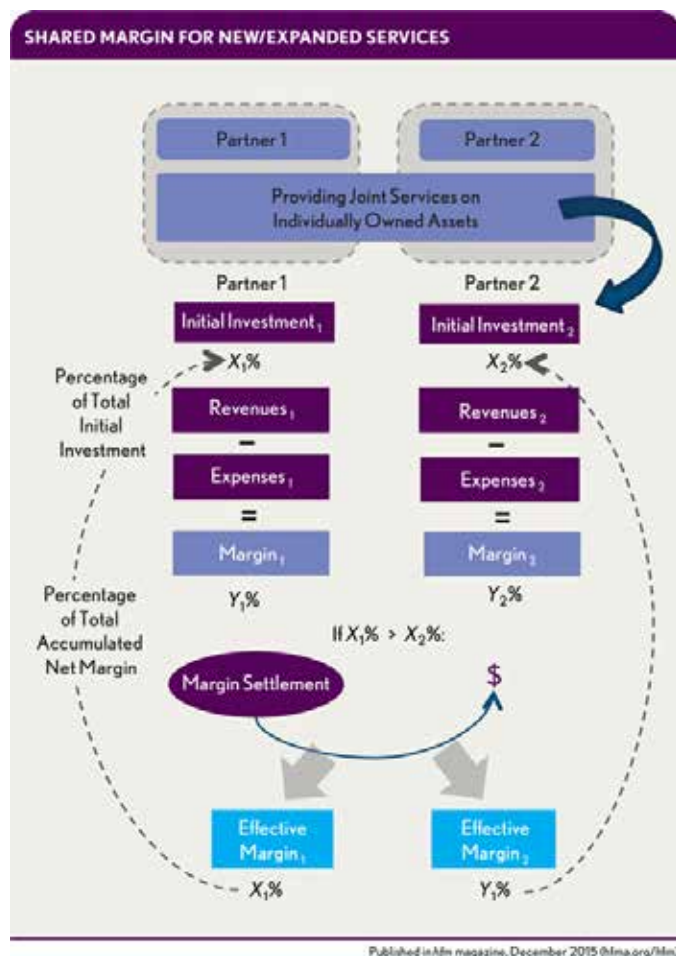 SHARED MARGIN FOR NEW/EXPANDED SERVICES
Partner 1
Partner 2
Providing Joint Services on
Individually Owned Assets
Partner 1
Partner 2
Initial Investment₁
Initial Investment₂
X₁%
X₂%
Percentage
of Total
Initial
Investment
Revenues₁
Revenues₂
–
–
Expenses₁
Expenses₂
=
=
Margin₁
Margin₂
Percentage
of Total
Accumulated
Net Margin
Y₁%
Y₂%
If X₁% > X₂%:
Margin Settlement
$
Effective
Margin₁
Effective
Margin₂
X₁%
Y₁%
Published in hfm magazine, December 2015 (hfma.org/hfm)